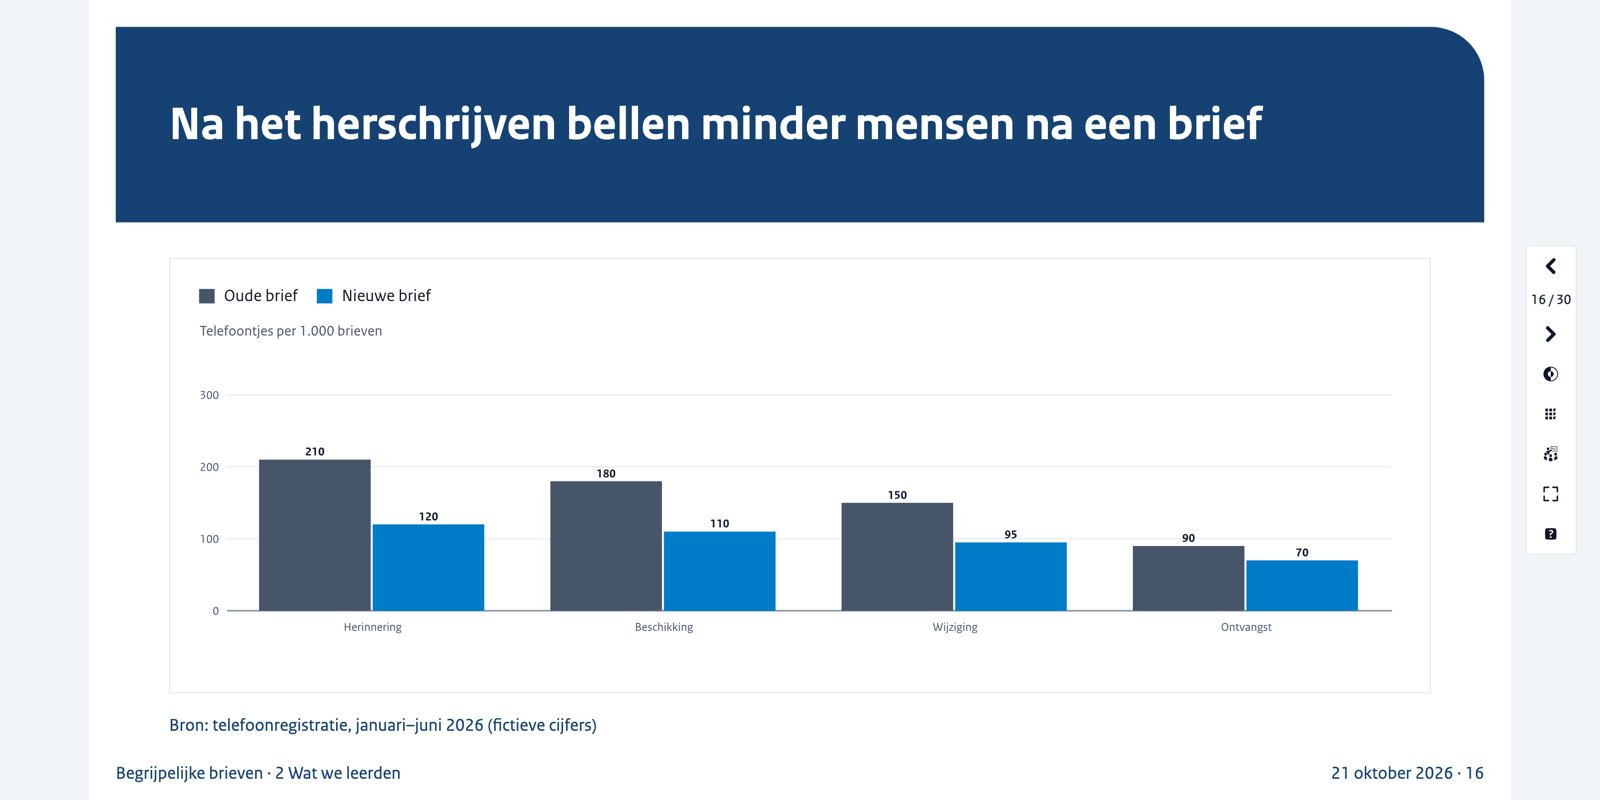 Na het herschrijven bellen minder mensen na een brief
Oude brief Nieuwe brief
Telefoontjes per 1.000 brieven
300
200
100
0
210
120
180
110
150
95
90
70
Herinnering Beschikking Wijziging Ontvangst
Bron: telefoonregistratie, januari–juni 2026 (fictieve cijfers)
Begrijpelijke brieven · 2 Wat we leerden
21 oktober 2026 · 16
16 / 30